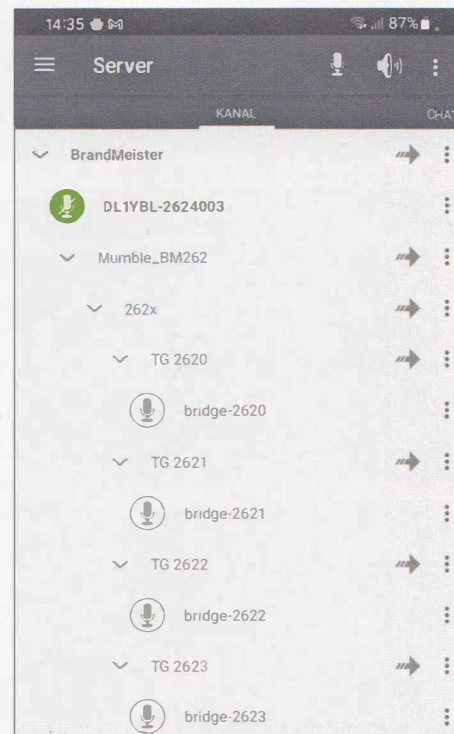 14:35 87%
Server
KANAL CHAT
BrandMeister
DL1YBL-2624003
Mumble_BM262
262x
TG 2620
bridge-2620
TG 2621
bridge-2621
TG 2622
bridge-2622
TG 2623
bridge-2623